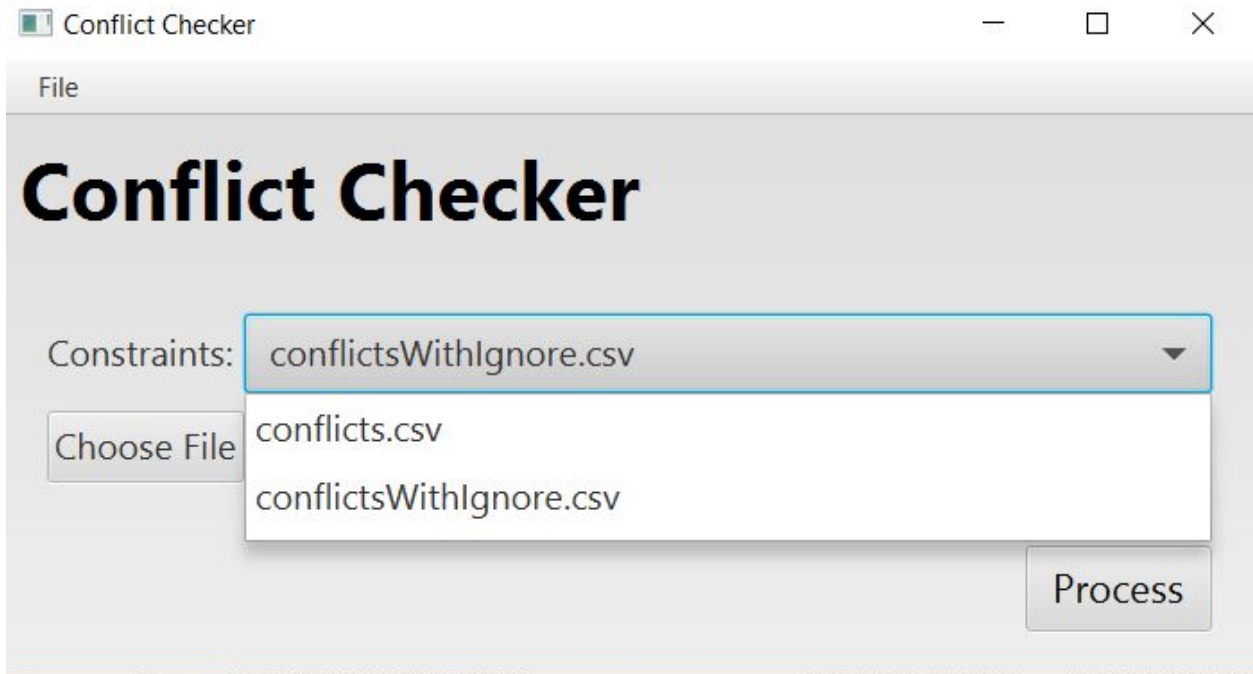 Conflict Checker
File
Conflict Checker
Constraints: conflictsWithIgnore.csv
Choose File
conflicts.csv
conflictsWithIgnore.csv
Process